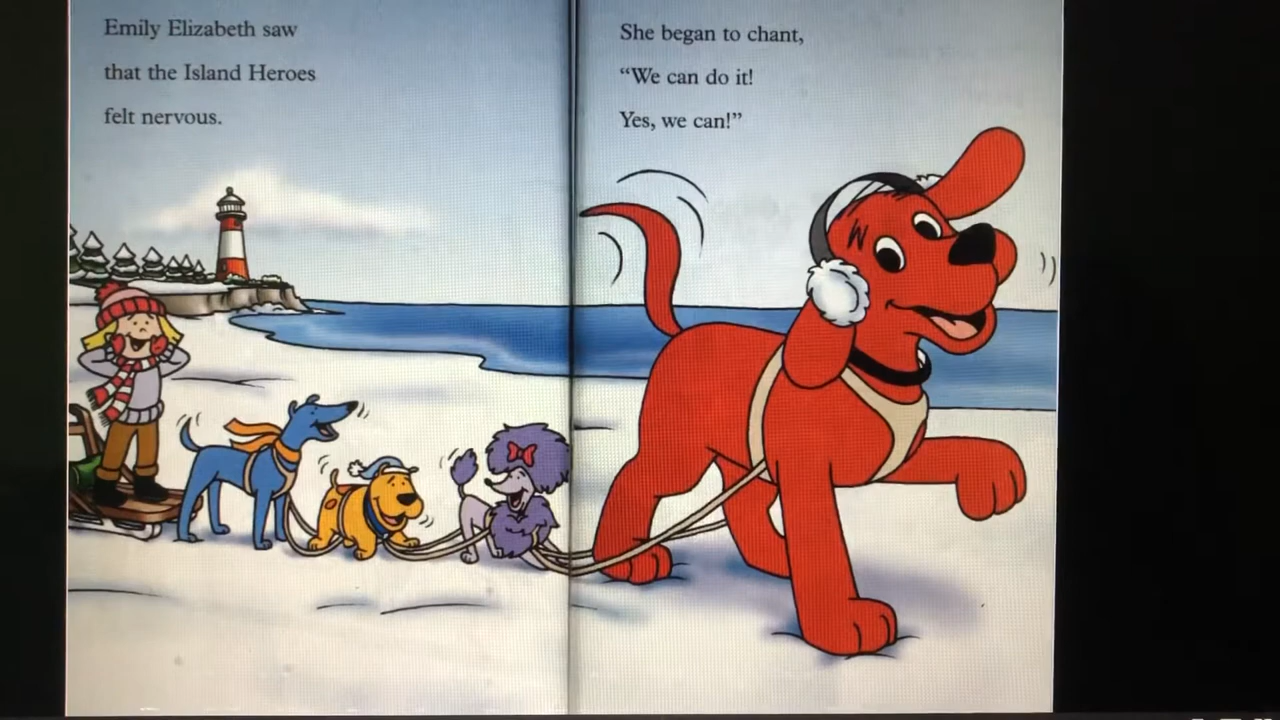 Emily Elizabeth saw
that the Island Heroes
felt nervous.
She began to chant,
“We can do it!
Yes, we can!”